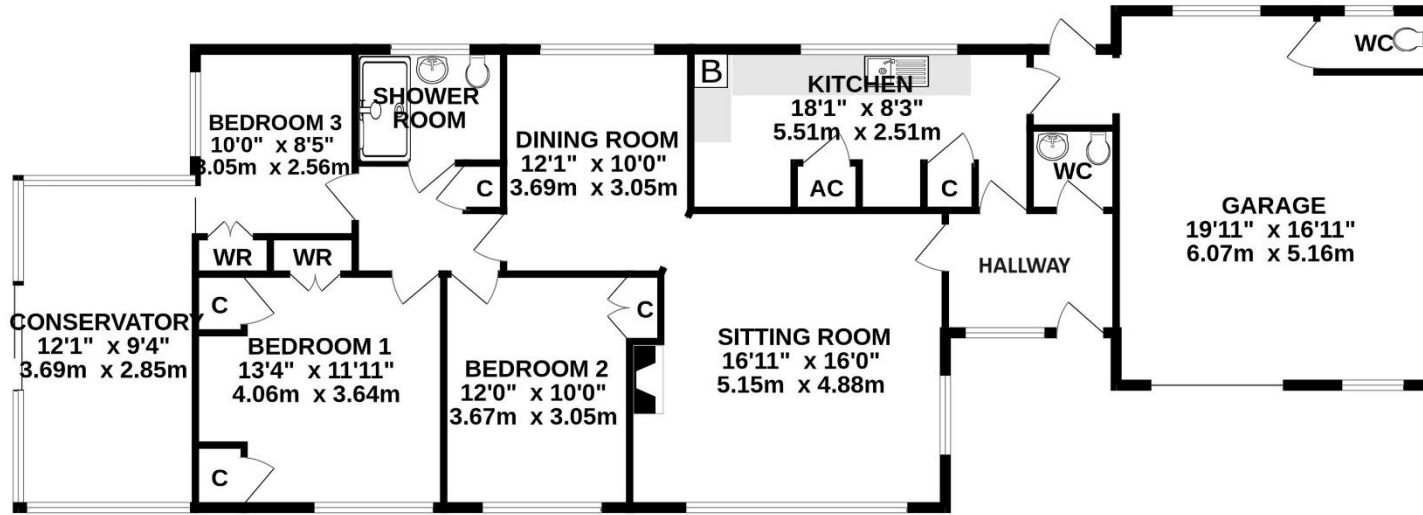 BEDROOM 3
10'0" x 8'5"
3.05m x 2.56m
SHOWER
ROOM
C
DINING ROOM
12'1" x 10'0"
3.69m x 3.05m
B
KITCHEN
18'1" x 8'3"
5.51m x 2.51m
AC
C
WC
WC
GARAGE
19'11" x 16'11"
6.07m x 5.16m
HALLWAY
WR
WR
CONSERVATORY
12'1" x 9'4"
3.69m x 2.85m
C
BEDROOM 1
13'4" x 11'11"
4.06m x 3.64m
C
BEDROOM 2
12'0" x 10'0"
3.67m x 3.05m
C
SITTING ROOM
16'11" x 16'0"
5.15m x 4.88m